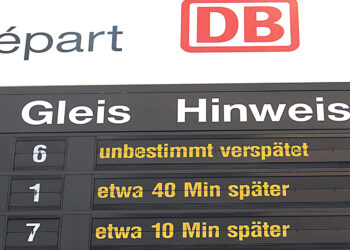 épart DB
Gleis Hinweis
6 unbestimmt verspätet
1 etwa 40 Min später
7 etwa 10 Min später